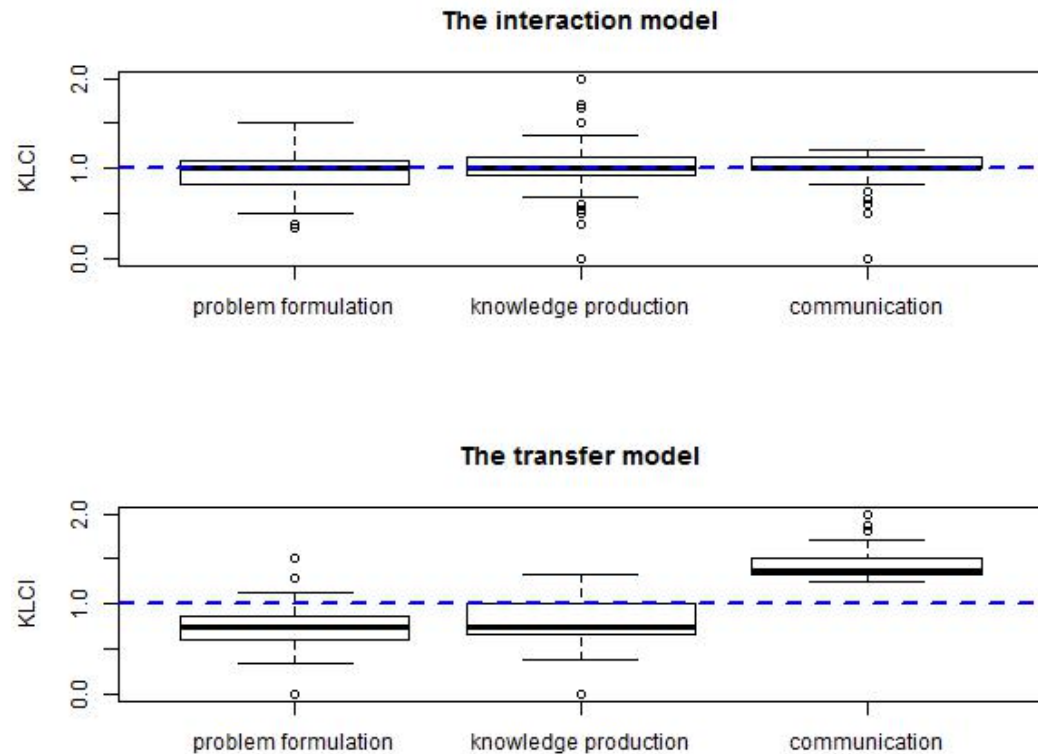 The interaction model
KLCI
2.0
1.0
0.0
problem formulation knowledge production communication
The transfer model
KLCI
2.0
1.0
0.0
problem formulation knowledge production communication